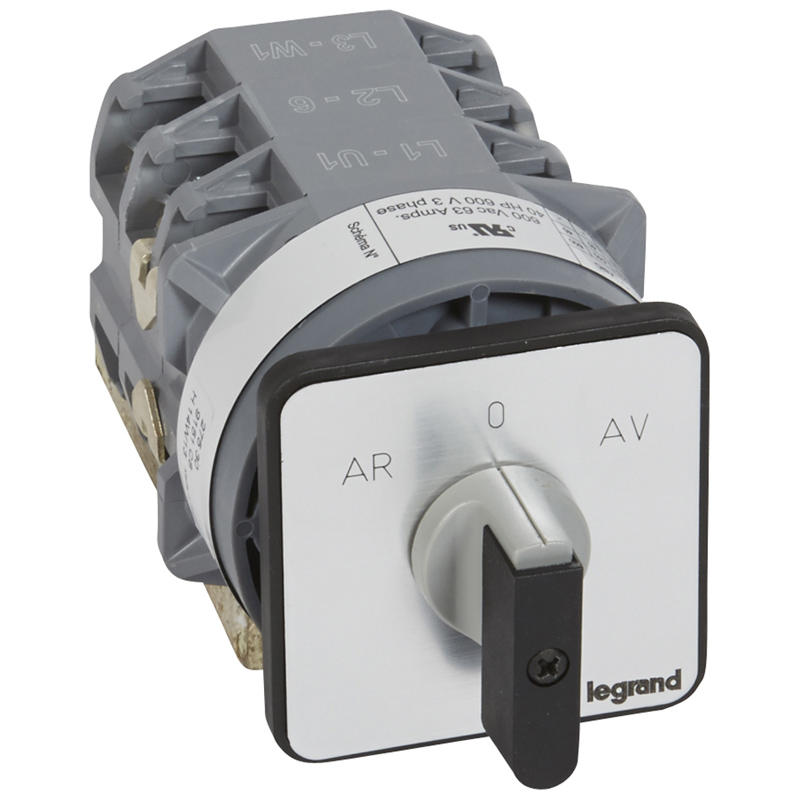 L3 - W1
L2 - 6
L1 - U1
600 Vac 63 Amps.
40 HP 600 V 3 phase
c RU us
Schéma N°
0
AR
AV
legrand